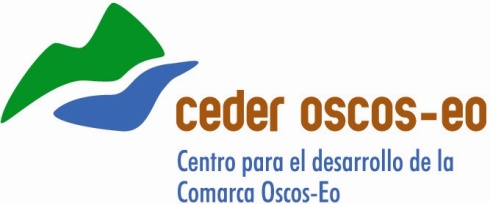 ceder oscos-eo
Centro para el desarrollo de la
Comarca Oscos-Eo